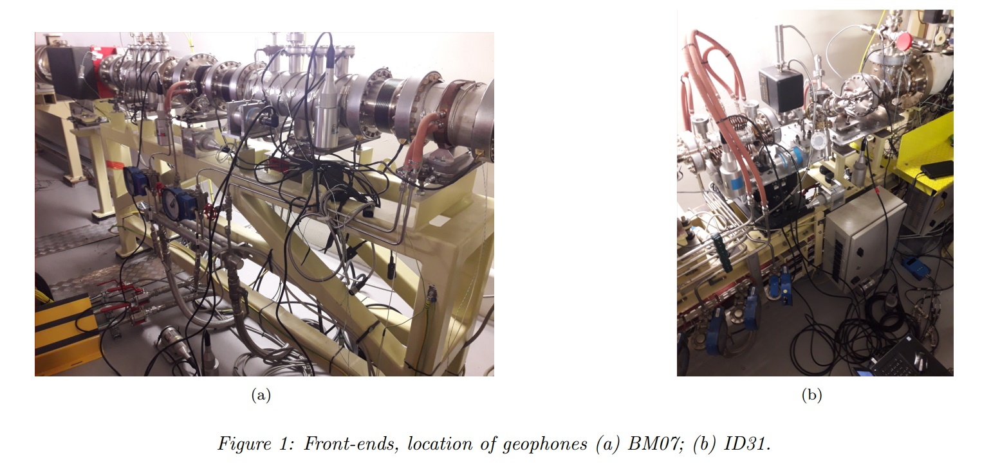 (a)
(b)
Figure 1: Front-ends, location of geophones (a) BM07; (b) ID31.